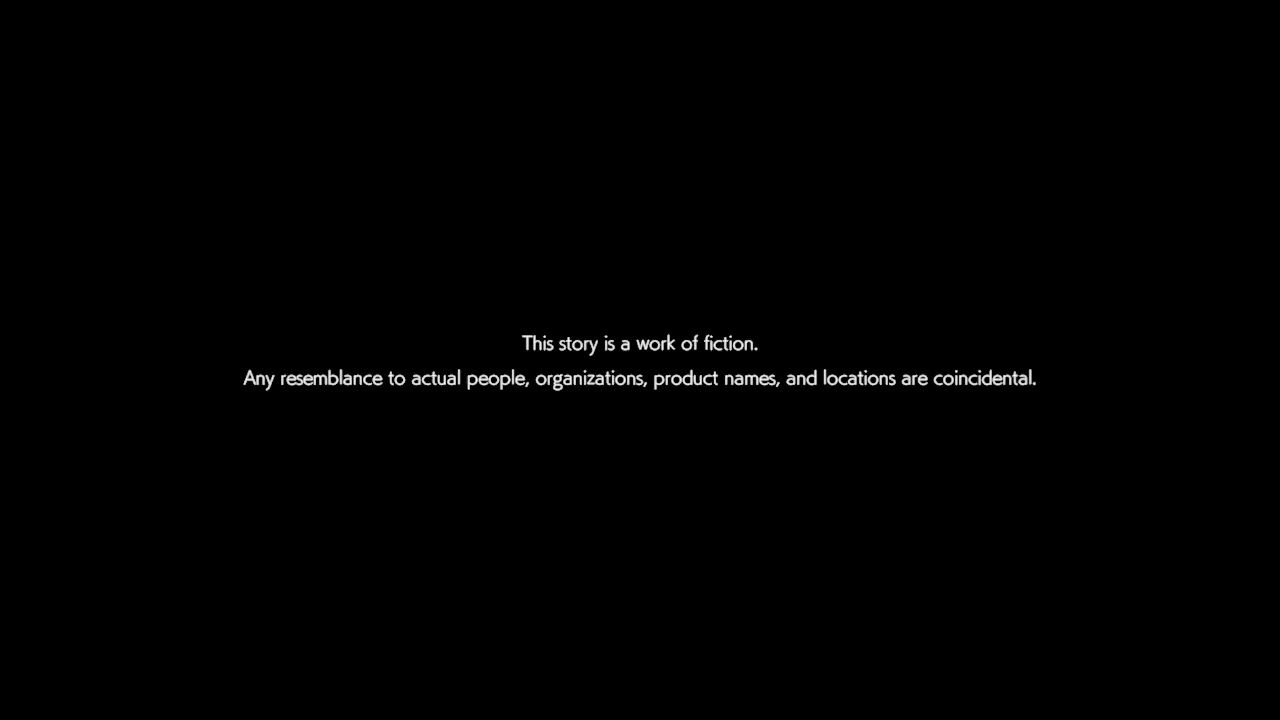 This story is a work of fiction.
Any resemblance to actual people, organizations, product names, and locations are coincidental.